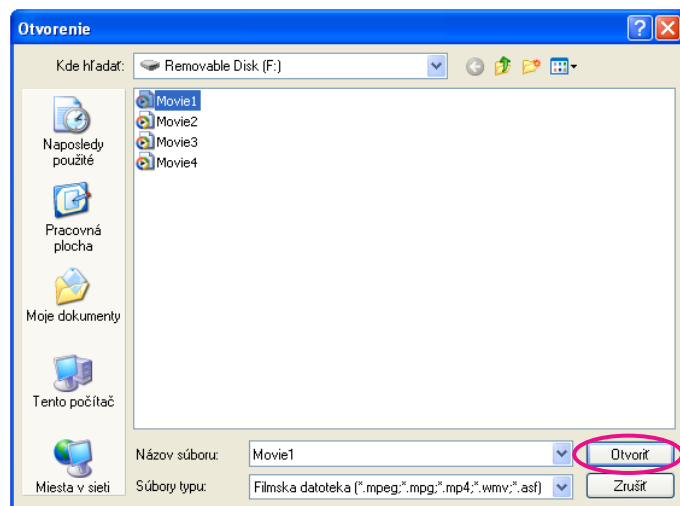 Otvorenie
Kde hľadať:
Removable Disk (F:)
Naposledy
použité
Pracovná
plocha
Moje dokumenty
Tento počítač
Miesta v sieti
Movie1
Movie2
Movie3
Movie4
Názov súboru:
Movie1
Otvoriť
Súbory typu:
Filmska datoteka (*.mpeg;*.mpg;*.mp4;*.wmv;*.asf)
Zrušiť